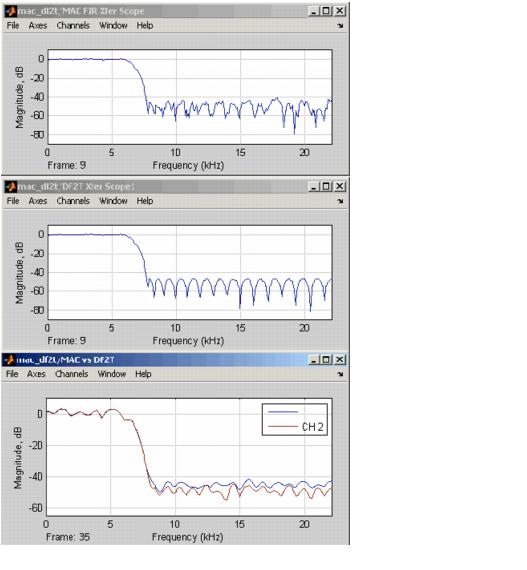 mac_df2t/MAC FIR Xfer Scope
File Axes Channels Window Help
0
-20
-40
-60
-80
Magnitude, dB
0 5 10 15 20
Frame: 9 Frequency (kHz)
mac_df2t/DF2T Xfer Scope1
File Axes Channels Window Help
0
-20
-40
-60
-80
Magnitude, dB
0 5 10 15 20
Frame: 9 Frequency (kHz)
mac_df2t/MAC vs DF2T
File Axes Channels Window Help
0
-20
-40
-60
Magnitude, dB
CH 2
0 5 10 15 20
Frame: 35 Frequency (kHz)